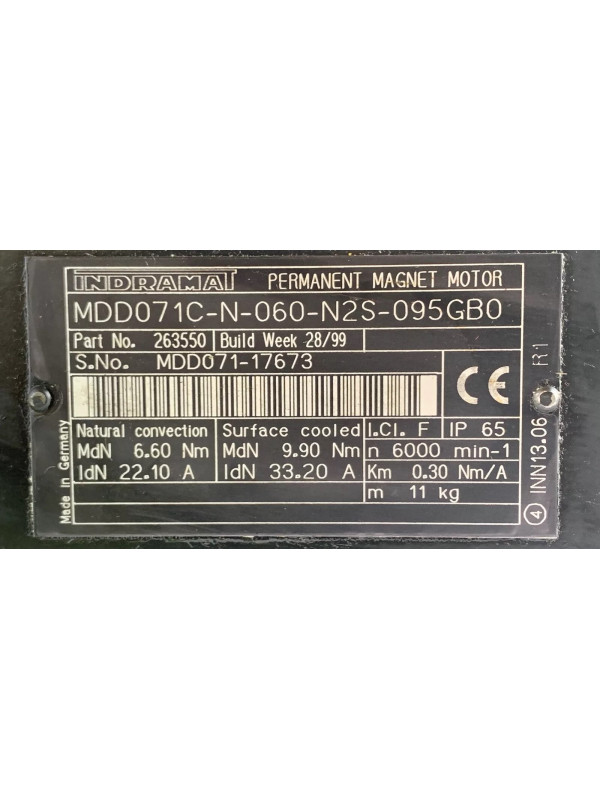 INDRAMAT PERMANENT MAGNET MOTOR
MDD071C-N-060-N2S-095GB0
Part No. 263550 Build Week 28/99
S.No. MDD071-17673
CE
Natural convection Surface cooled I.Cl. F IP 65
MdN 6.60 Nm MdN 9.90 Nm n 6000 min-1
IdN 22.10 A IdN 33.20 A Km 0.30 Nm/A
m 11 kg
Made in Germany
4 INN13.06 R1